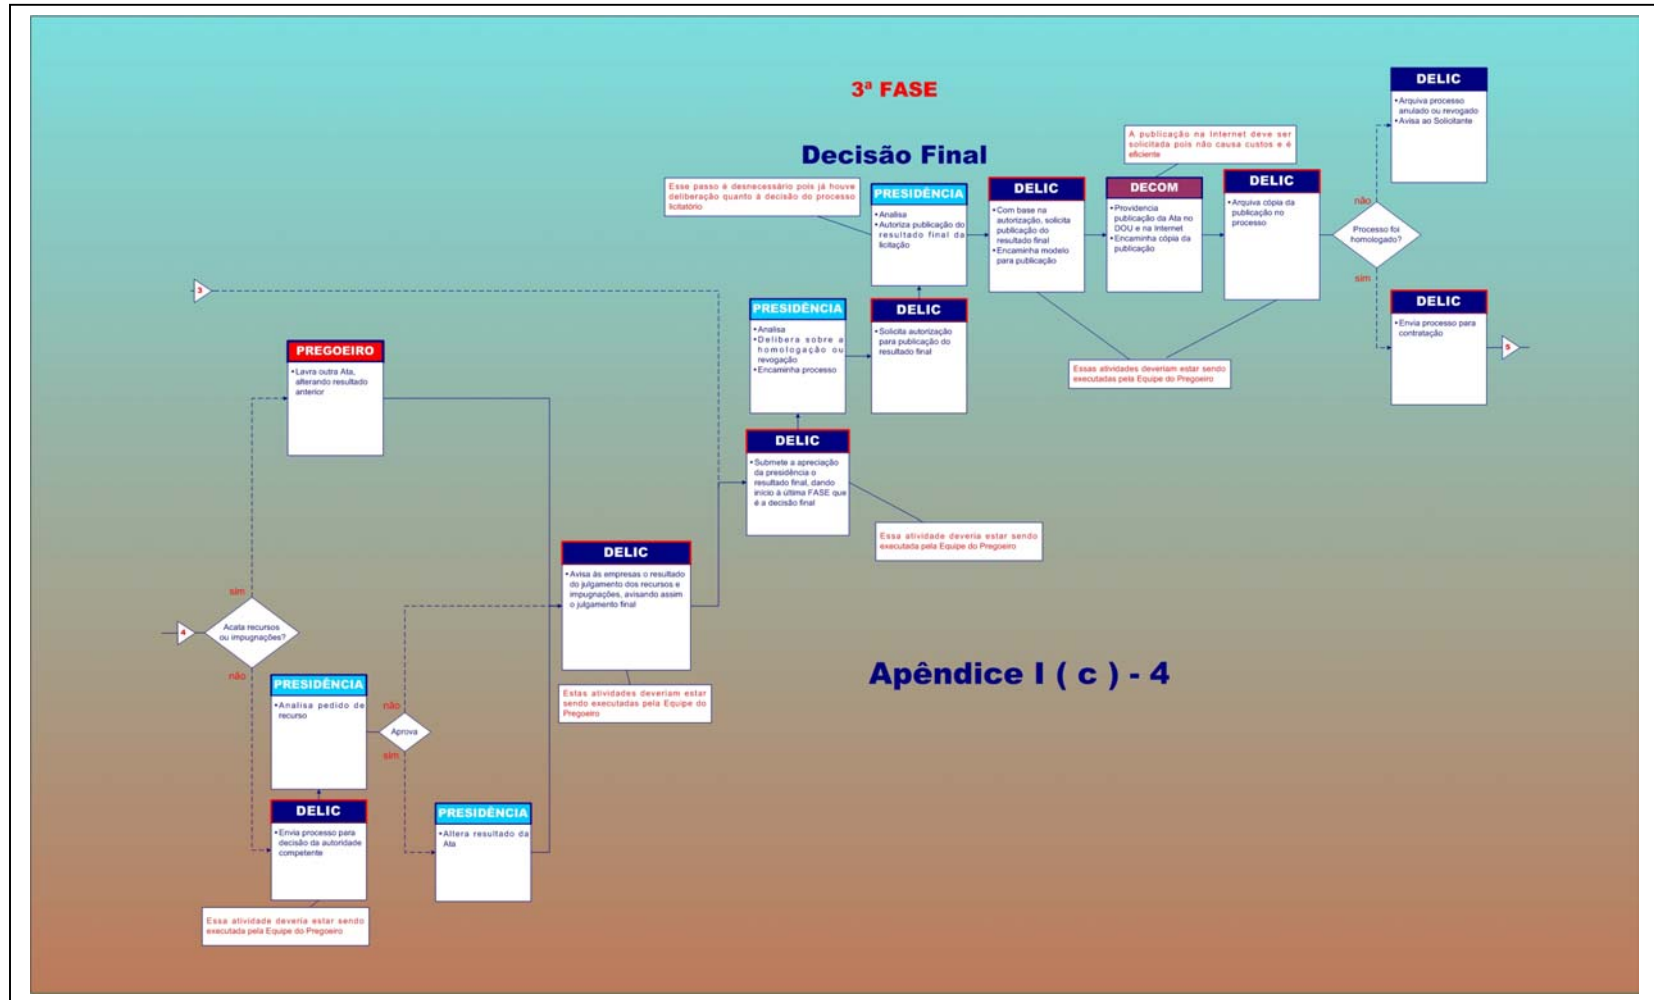 3ª FASE
Decisão Final
DELIC
•Arquiva processo
anulado ou revogado
•Avisa ao Solicitante
A publicação na Internet deve ser
solicitada pois não causa custos e é
eficiente
Esse passo é desnecessário pois já houve
deliberação quanto à decisão do processo
licitatório
PRESIDÊNCIA
•Analisa
•Autoriza publicação do
resultado final da
licitação
DELIC
•Com base na
autorização, solicita
publicação do
resultado final
•Encaminha modelo
para publicação
DECOM
•Providencia
publicação da Ata no
DOU e na Internet
•Encaminha cópia da
publicação
DELIC
•Arquiva cópia da
publicação no
processo
não
Processo foi
homologado?
sim
DELIC
•Envia processo para
contratação
5
3
PRESIDÊNCIA
•Analisa
•Delibera sobre a
homologação ou
revogação
•Encaminha processo
DELIC
•Solicita autorização
para publicação do
resultado final
Essas atividades deveriam estar sendo
executadas pela Equipe do Pregoeiro
PREGOEIRO
•Lavra outra Ata,
alterando resultado
anterior
DELIC
•Submete a apreciação
da presidência o
resultado final, dando
início à última FASE que
é a decisão final
Essa atividade deveria estar sendo
executada pela Equipe do Pregoeiro
DELIC
•Avisa às empresas o resultado
do julgamento dos recursos e
impugnações, avisando assim
o julgamento final
Estas atividades deveriam estar
sendo executadas pela Equipe do
Pregoeiro
sim
4
Acata recursos
ou impugnações?
não
PRESIDÊNCIA
•Analisa pedido de
recurso
não
Aprova
sim
Apêndice I ( c ) - 4
DELIC
•Envia processo para
decisão da autoridade
competente
PRESIDÊNCIA
•Altera resultado da
Ata
Essa atividade deveria estar sendo
executada pela Equipe do Pregoeiro